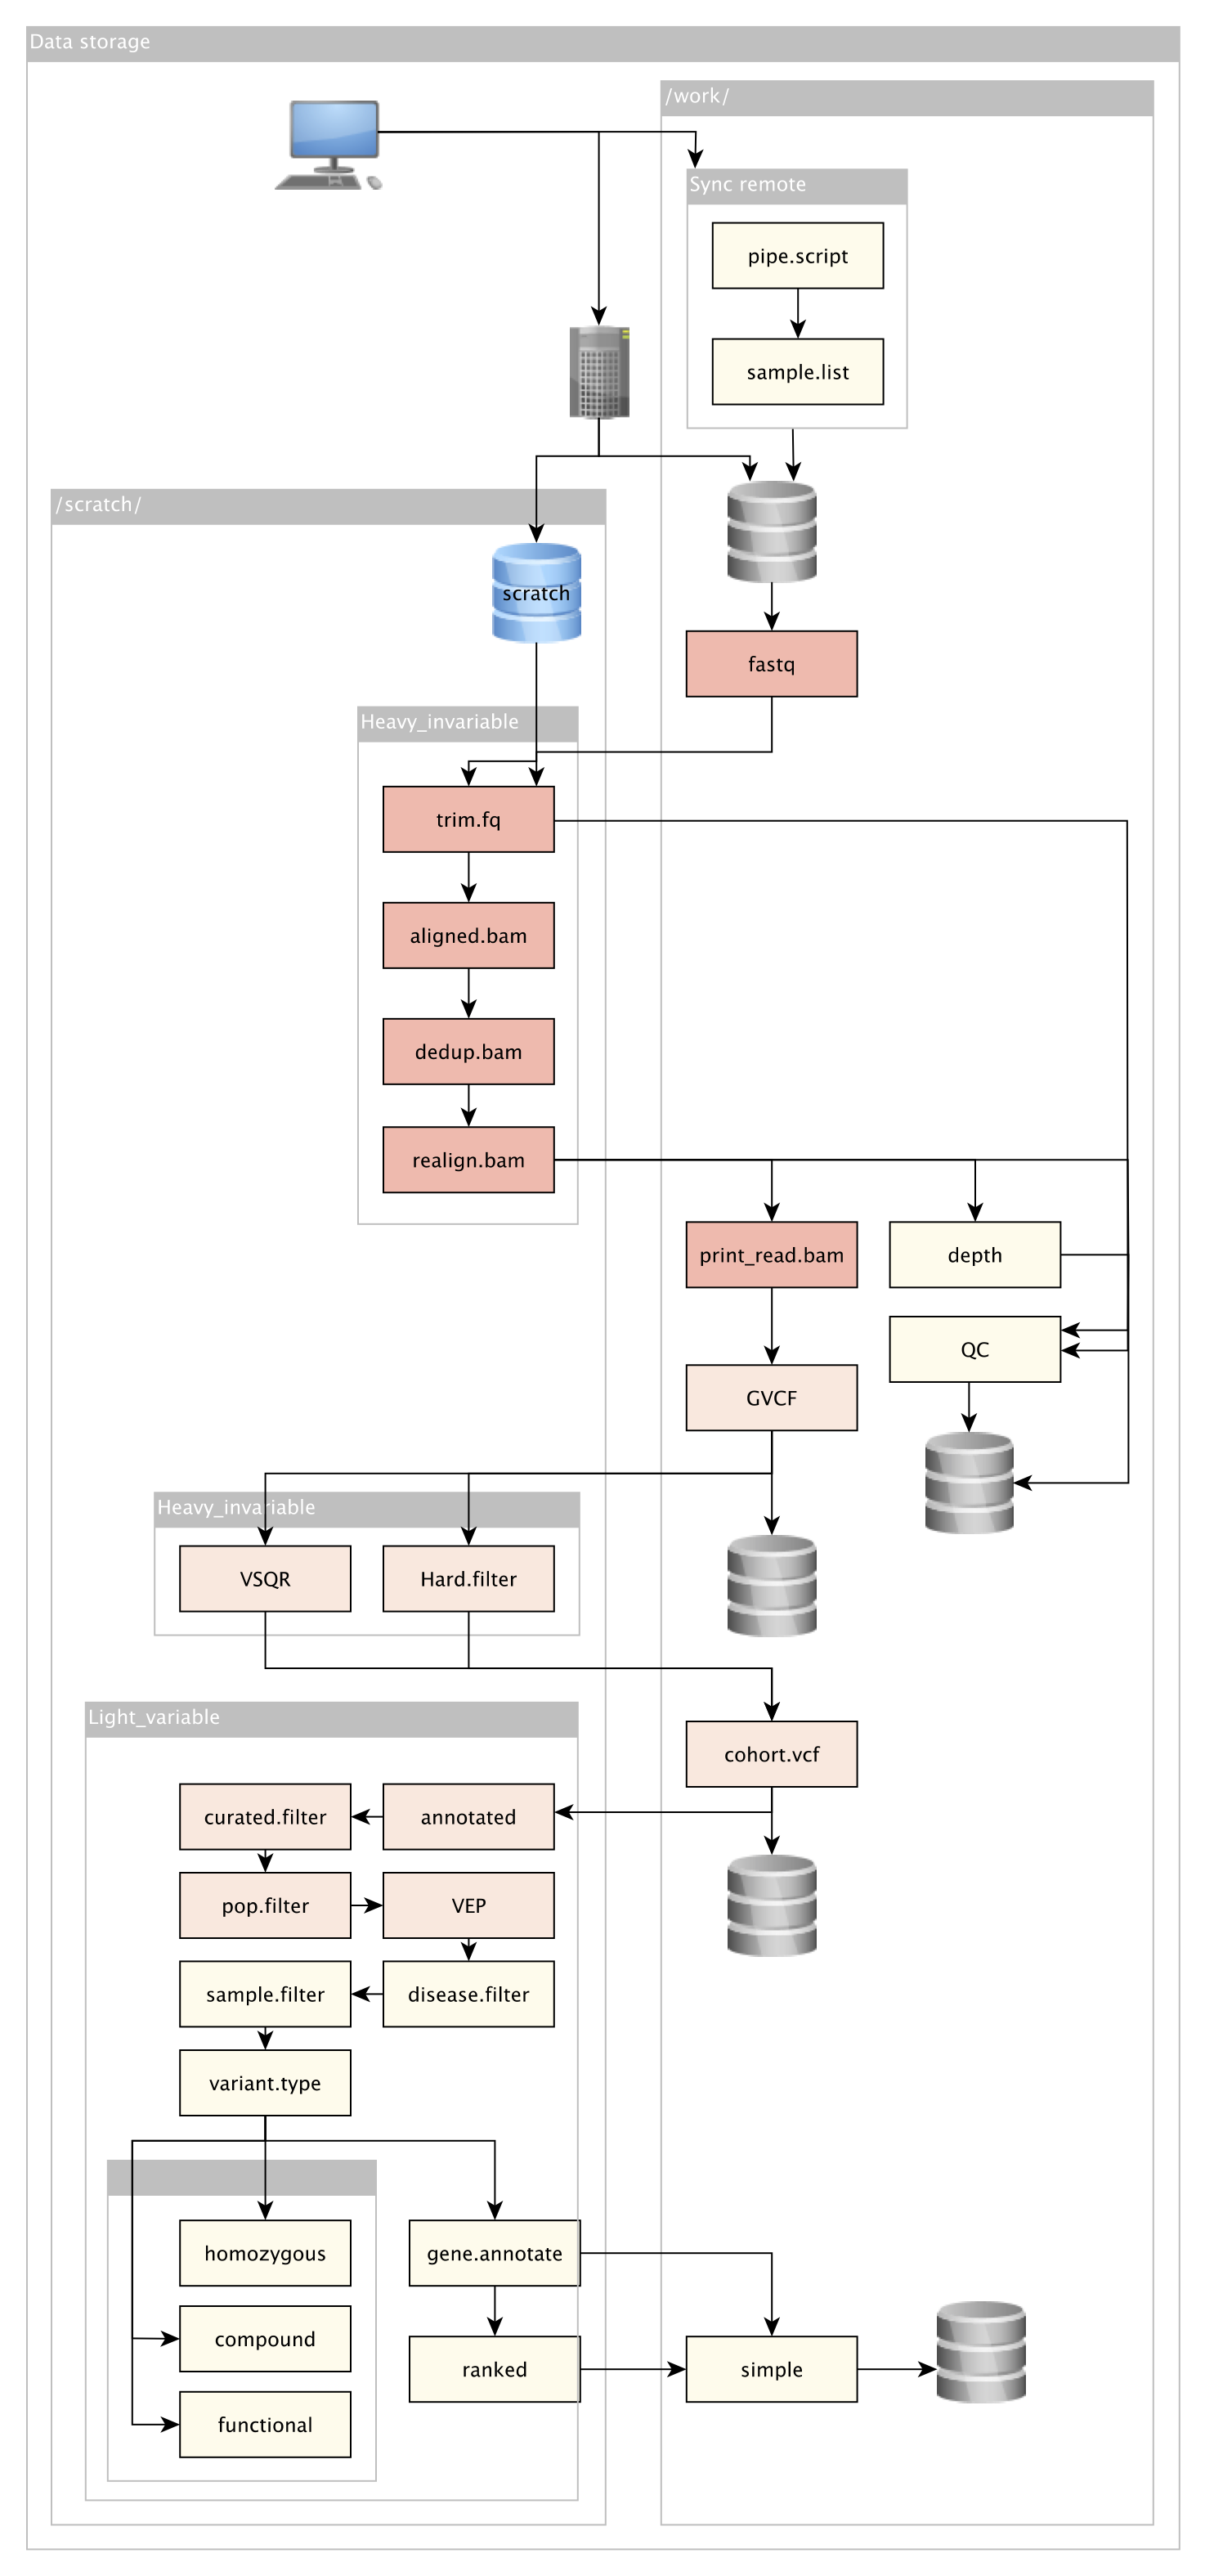 Data storage
/work/
Sync remote
pipe.script
sample.list
/scratch/
scratch
fastq
Heavy_invariable
trim.fq
aligned.bam
dedup.bam
realign.bam
print_read.bam
depth
QC
GVCF
Heavy_invariable
VSQR
Hard.filter
Light_variable
cohort.vcf
curated.filter
annotated
pop.filter
VEP
sample.filter
disease.filter
variant.type
homozygous
gene.annotate
compound
ranked
simple
functional